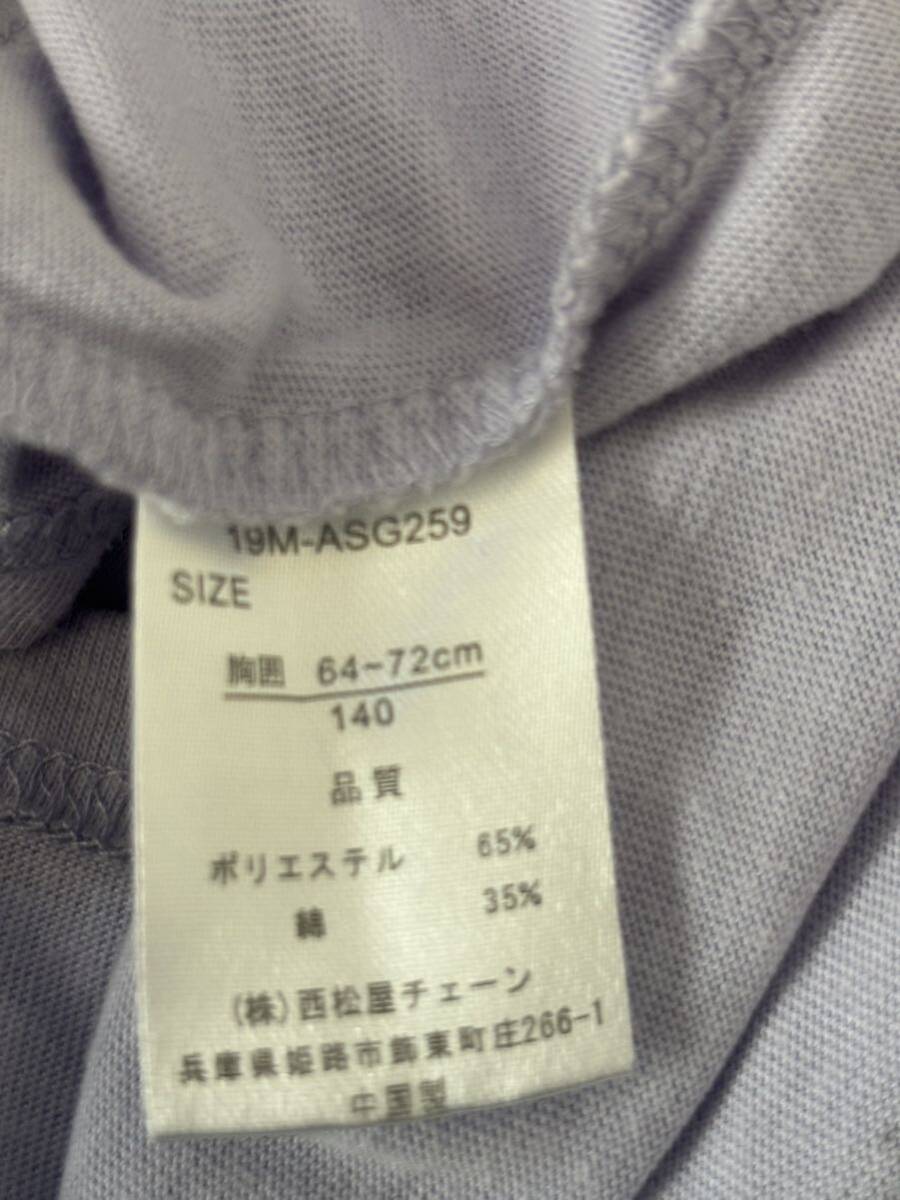 19M-ASG259
SIZE
胸囲 64~72cm
140
品質
ポリエステル 65%
綿 35%
(株)西松屋チェーン
兵庫県姫路市飾東町庄266-1
中国製